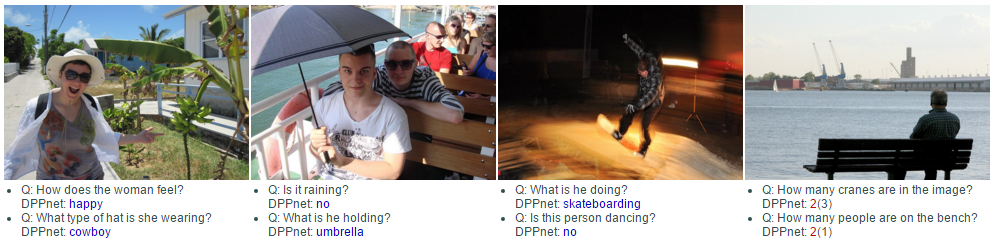 Q: How does the woman feel?
DPPnet: happy
Q: What type of hat is she wearing?
DPPnet: cowboy
Q: Is it raining?
DPPnet: no
Q: What is he holding?
DPPnet: umbrella
Q: What is he doing?
DPPnet: skateboarding
Q: Is this person dancing?
DPPnet: no
Q: How many cranes are in the image?
DPPnet: 2(3)
Q: How many people are on the bench?
DPPnet: 2(1)